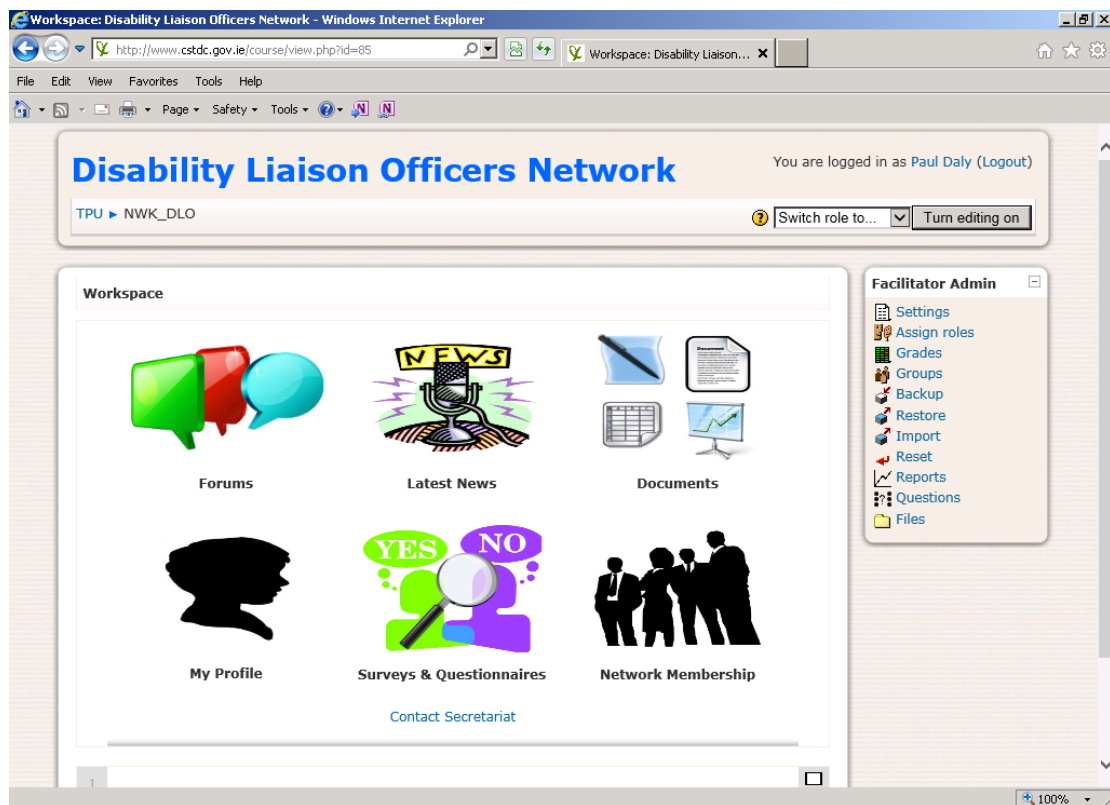 Workspace: Disability Liaison Officers Network - Windows Internet Explorer
http://www.cstdc.gov.ie/course/view.php?id=85
Workspace: Disability Liaison...
File Edit View Favorites Tools Help
Page Safety Tools
Disability Liaison Officers Network
You are logged in as Paul Daly (Logout)
TPU ► NWK_DLO
Switch role to...
Turn editing on
Workspace
NEWS
Document
Forums
Latest News
Documents
YES
NO
My Profile
Surveys & Questionnaires
Network Membership
Contact Secretariat
1
Facilitator Admin
Settings
Assign roles
Grades
Groups
Backup
Restore
Import
Reset
Reports
Questions
Files
100%